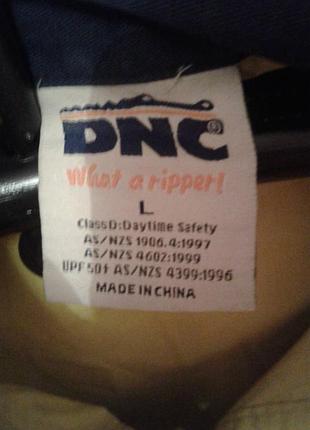 DNC®
What a ripper!
L
Class D: Daytime Safety
AS/NZS 1906.4:1997
AS/NZS 4602:1999
UPF 50+ AS/NZS 4399:1996
MADE IN CHINA